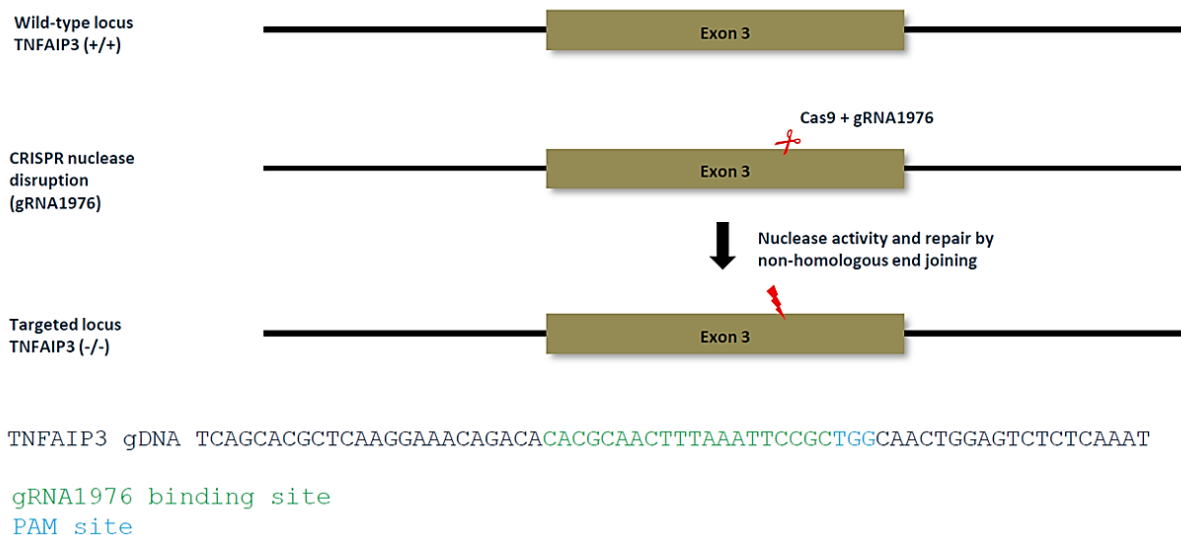 Wild-type locus
TNFAIP3 (+/+)
Exon 3
Cas9 + gRNA1976
CRISPR nuclease
disruption
(gRNA1976)
Exon 3
Nuclease activity and repair by
non-homologous end joining
Targeted locus
TNFAIP3 (-/-)
Exon 3
TNFAIP3 gDNA TCAGCACGCTCAAGGAAACAGACACACGCAACTTTAAATTCCGCTGGCAACTGGAGTCTCTCAAAT
gRNA1976 binding site
PAM site